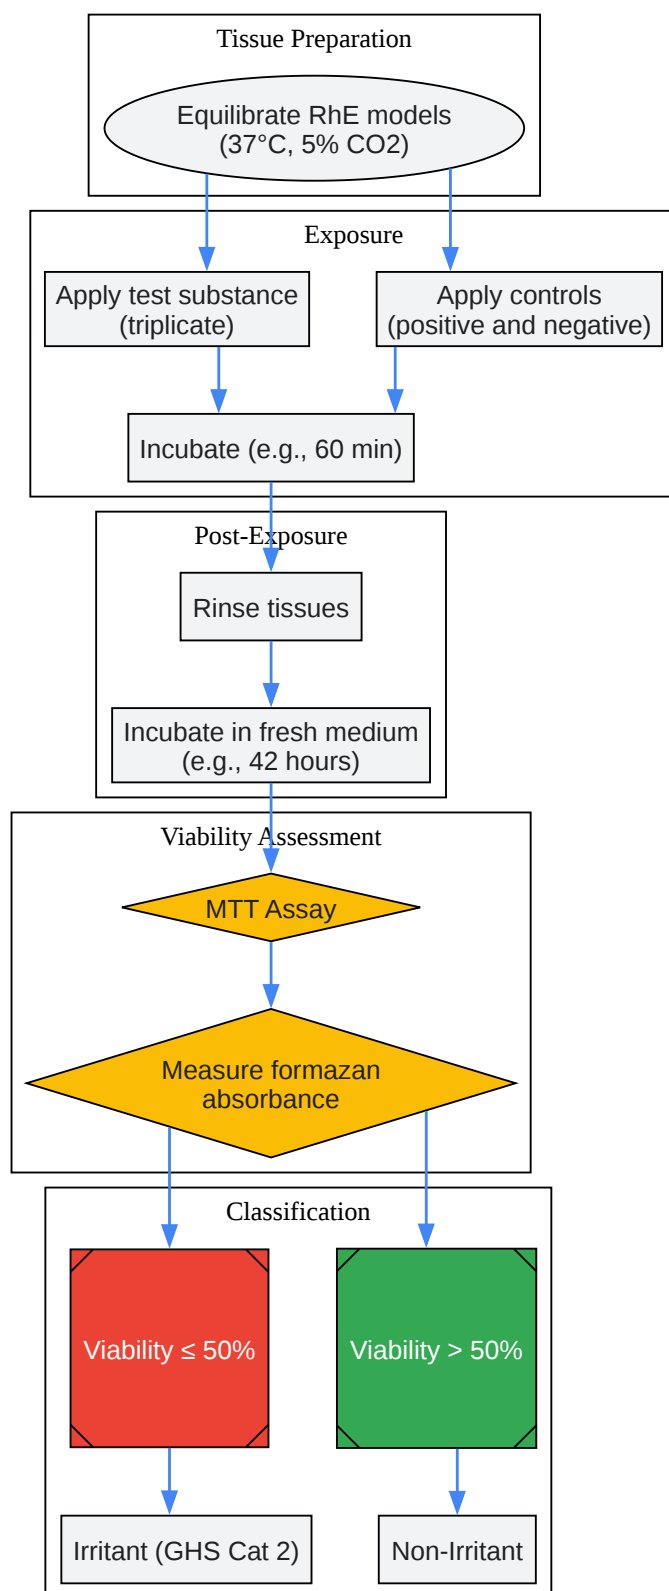 Tissue Preparation
Equilibrate RhE models
(37°C, 5% CO2)
Exposure
Apply test substance
(triplicate)
Apply controls
(positive and negative)
Incubate (e.g., 60 min)
Post-Exposure
Rinse tissues
Incubate in fresh medium
(e.g., 42 hours)
Viability Assessment
MTT Assay
Measure formazan
absorbance
Classification
Viability ≤ 50%
Viability > 50%
Irritant (GHS Cat 2)
Non-Irritant